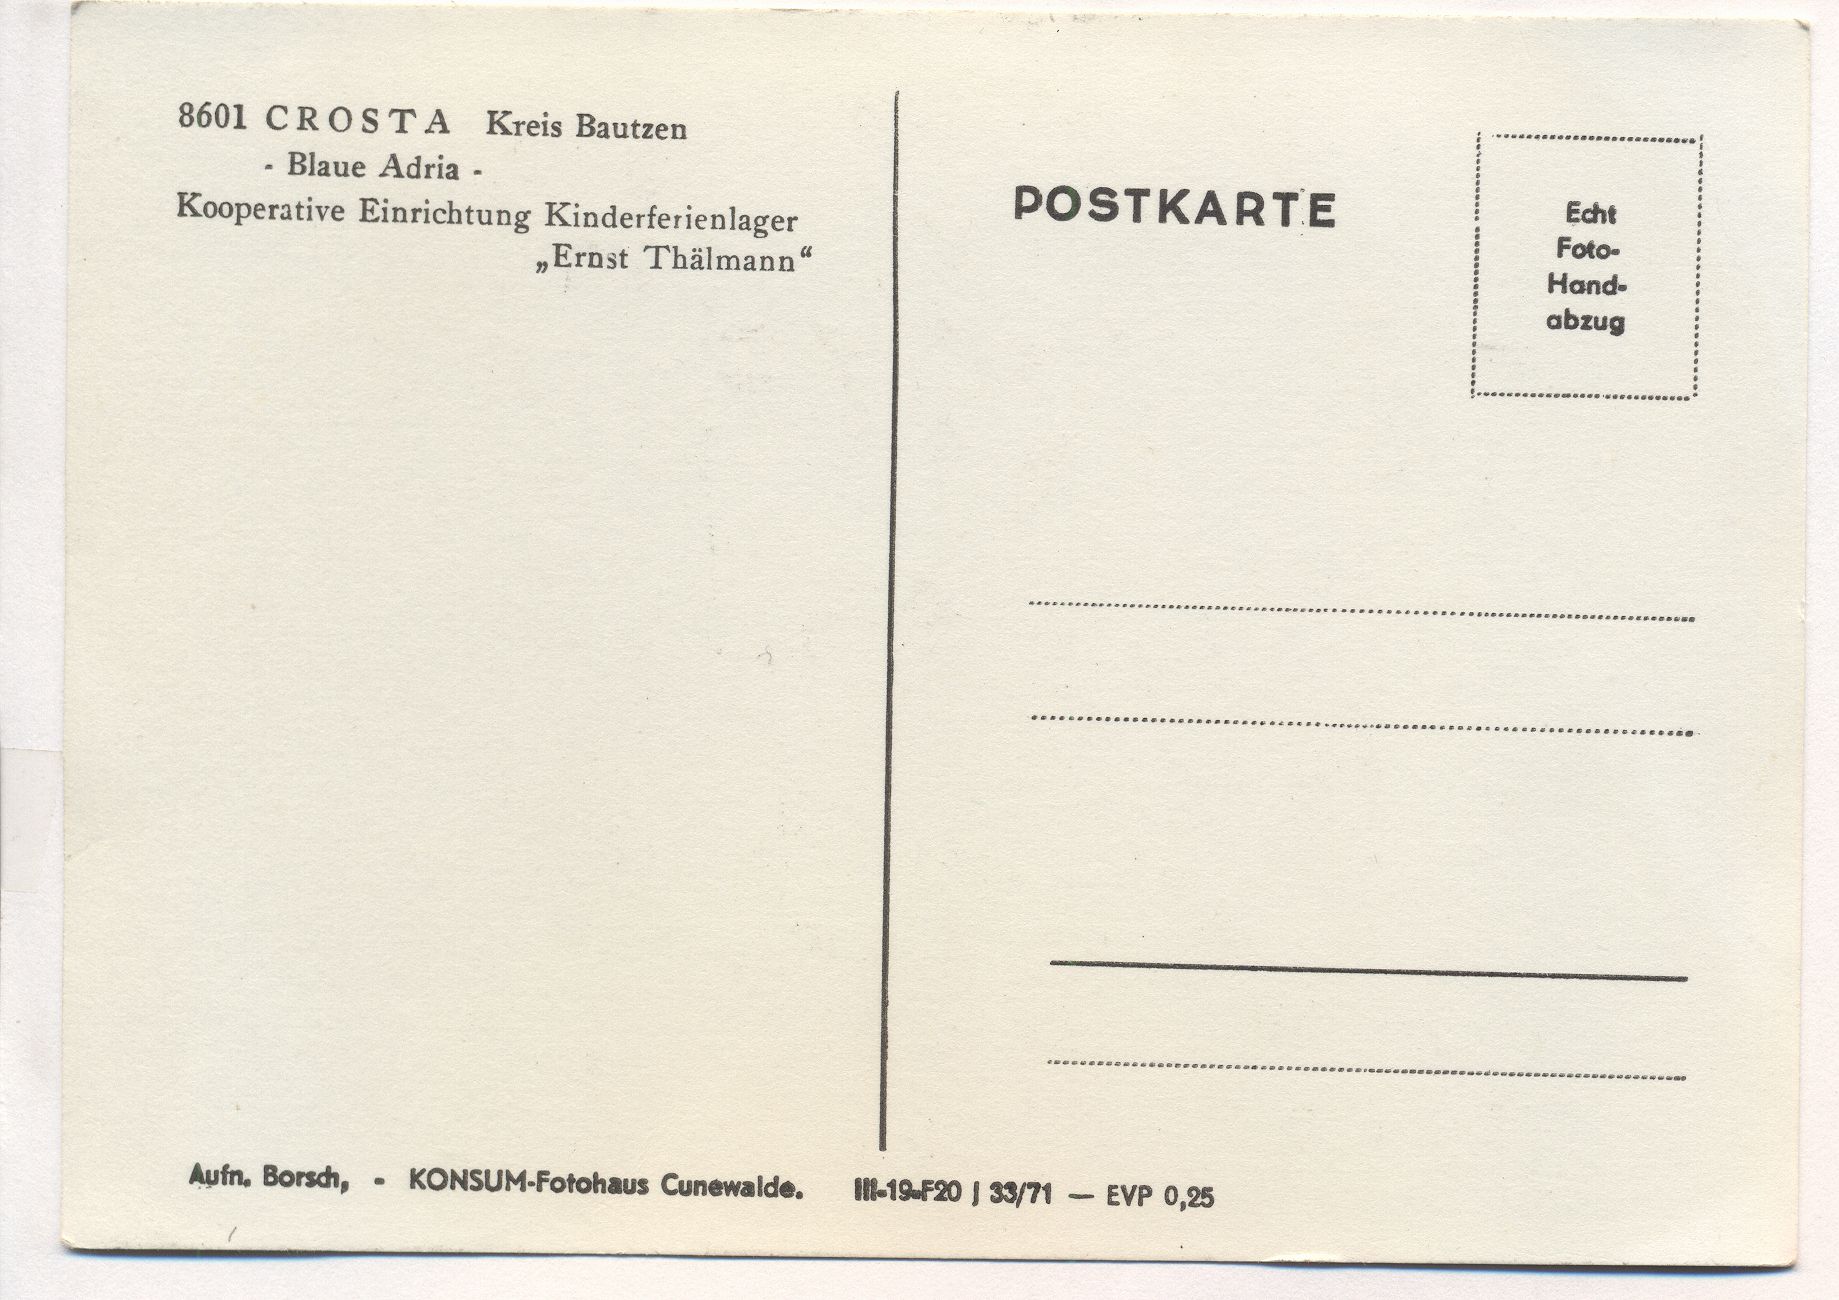 8601 CROSTA Kreis Bautzen
- Blaue Adria -
Kooperative Einrichtung Kinderferienlager
„Ernst Thälmann“
POSTKARTE
Echt
Foto-
Hand-
abzug
Aufn. Borsch, - KONSUM-Fotohaus Cunewalde. III-19-F20 J 33/71 — EVP 0,25